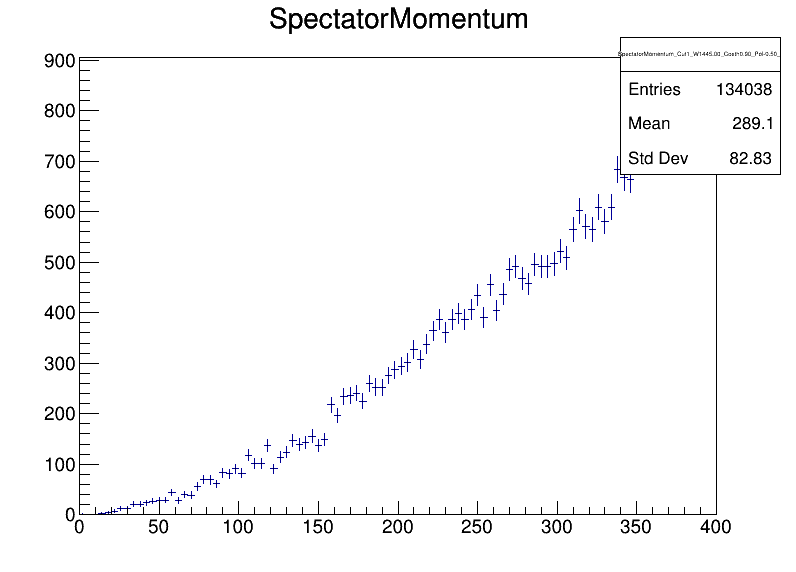 SpectatorMomentum
SpectatorMomentum_Cut1_W1445.00_Costh0.90_Pol-0.50_
Entries 134038
Mean 289.1
Std Dev 82.83
900
800
700
600
500
400
300
200
100
0
0 50 100 150 200 250 300 350 400